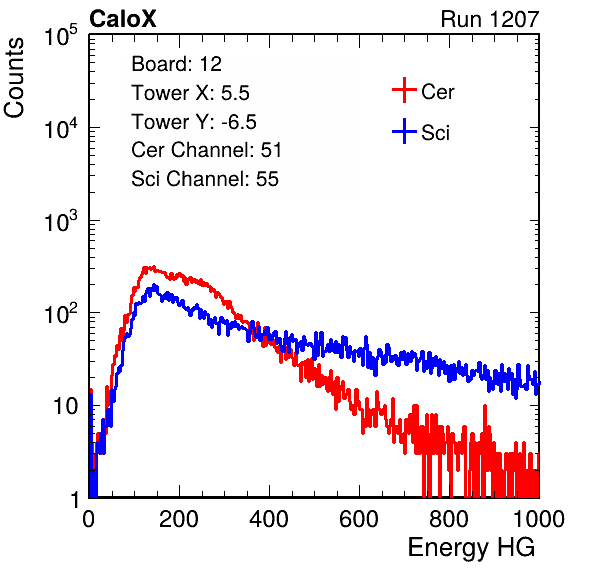 CaloX Run 1207
Counts
Board: 12
Tower X: 5.5
Tower Y: -6.5
Cer Channel: 51
Sci Channel: 55
Cer
Sci
10^5
10^4
10^3
10^2
10
1
0 200 400 600 800 1000
Energy HG